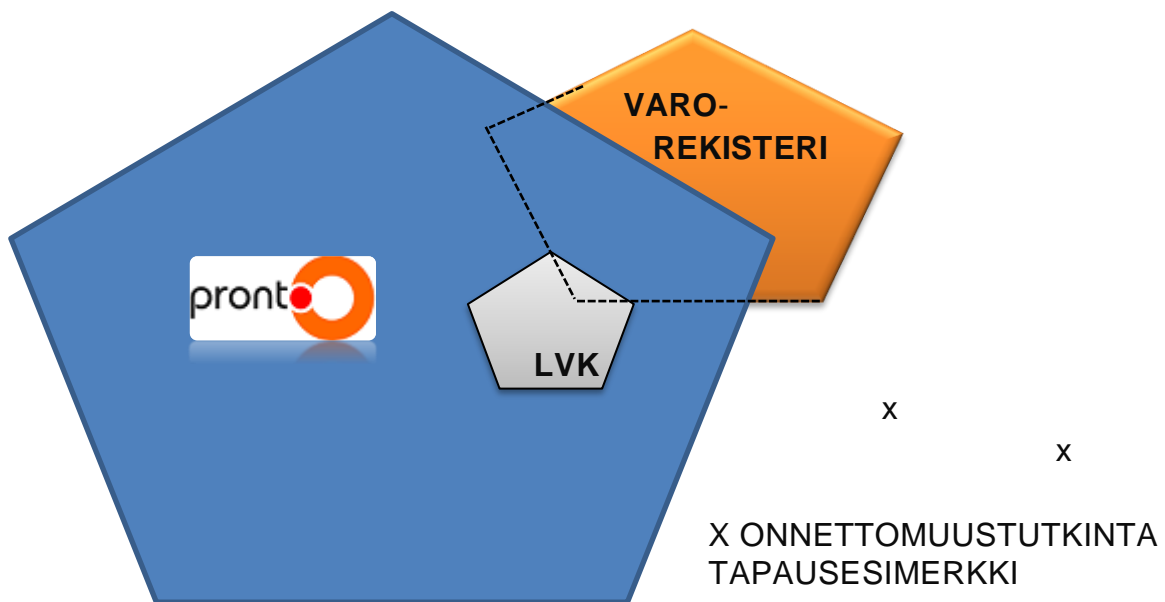 VARO-
REKISTERI
pronto
LVK
x
x
X ONNETTOMUUSTUTKINTA
TAPAUSESIMERKKI